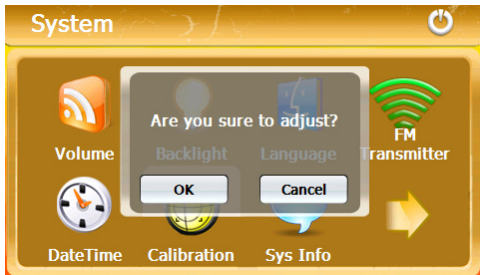 System
Are you sure to adjust?
FM
Volume
Backlight
Language
Transmitter
OK
Cancel
DateTime
Calibration
Sys Info